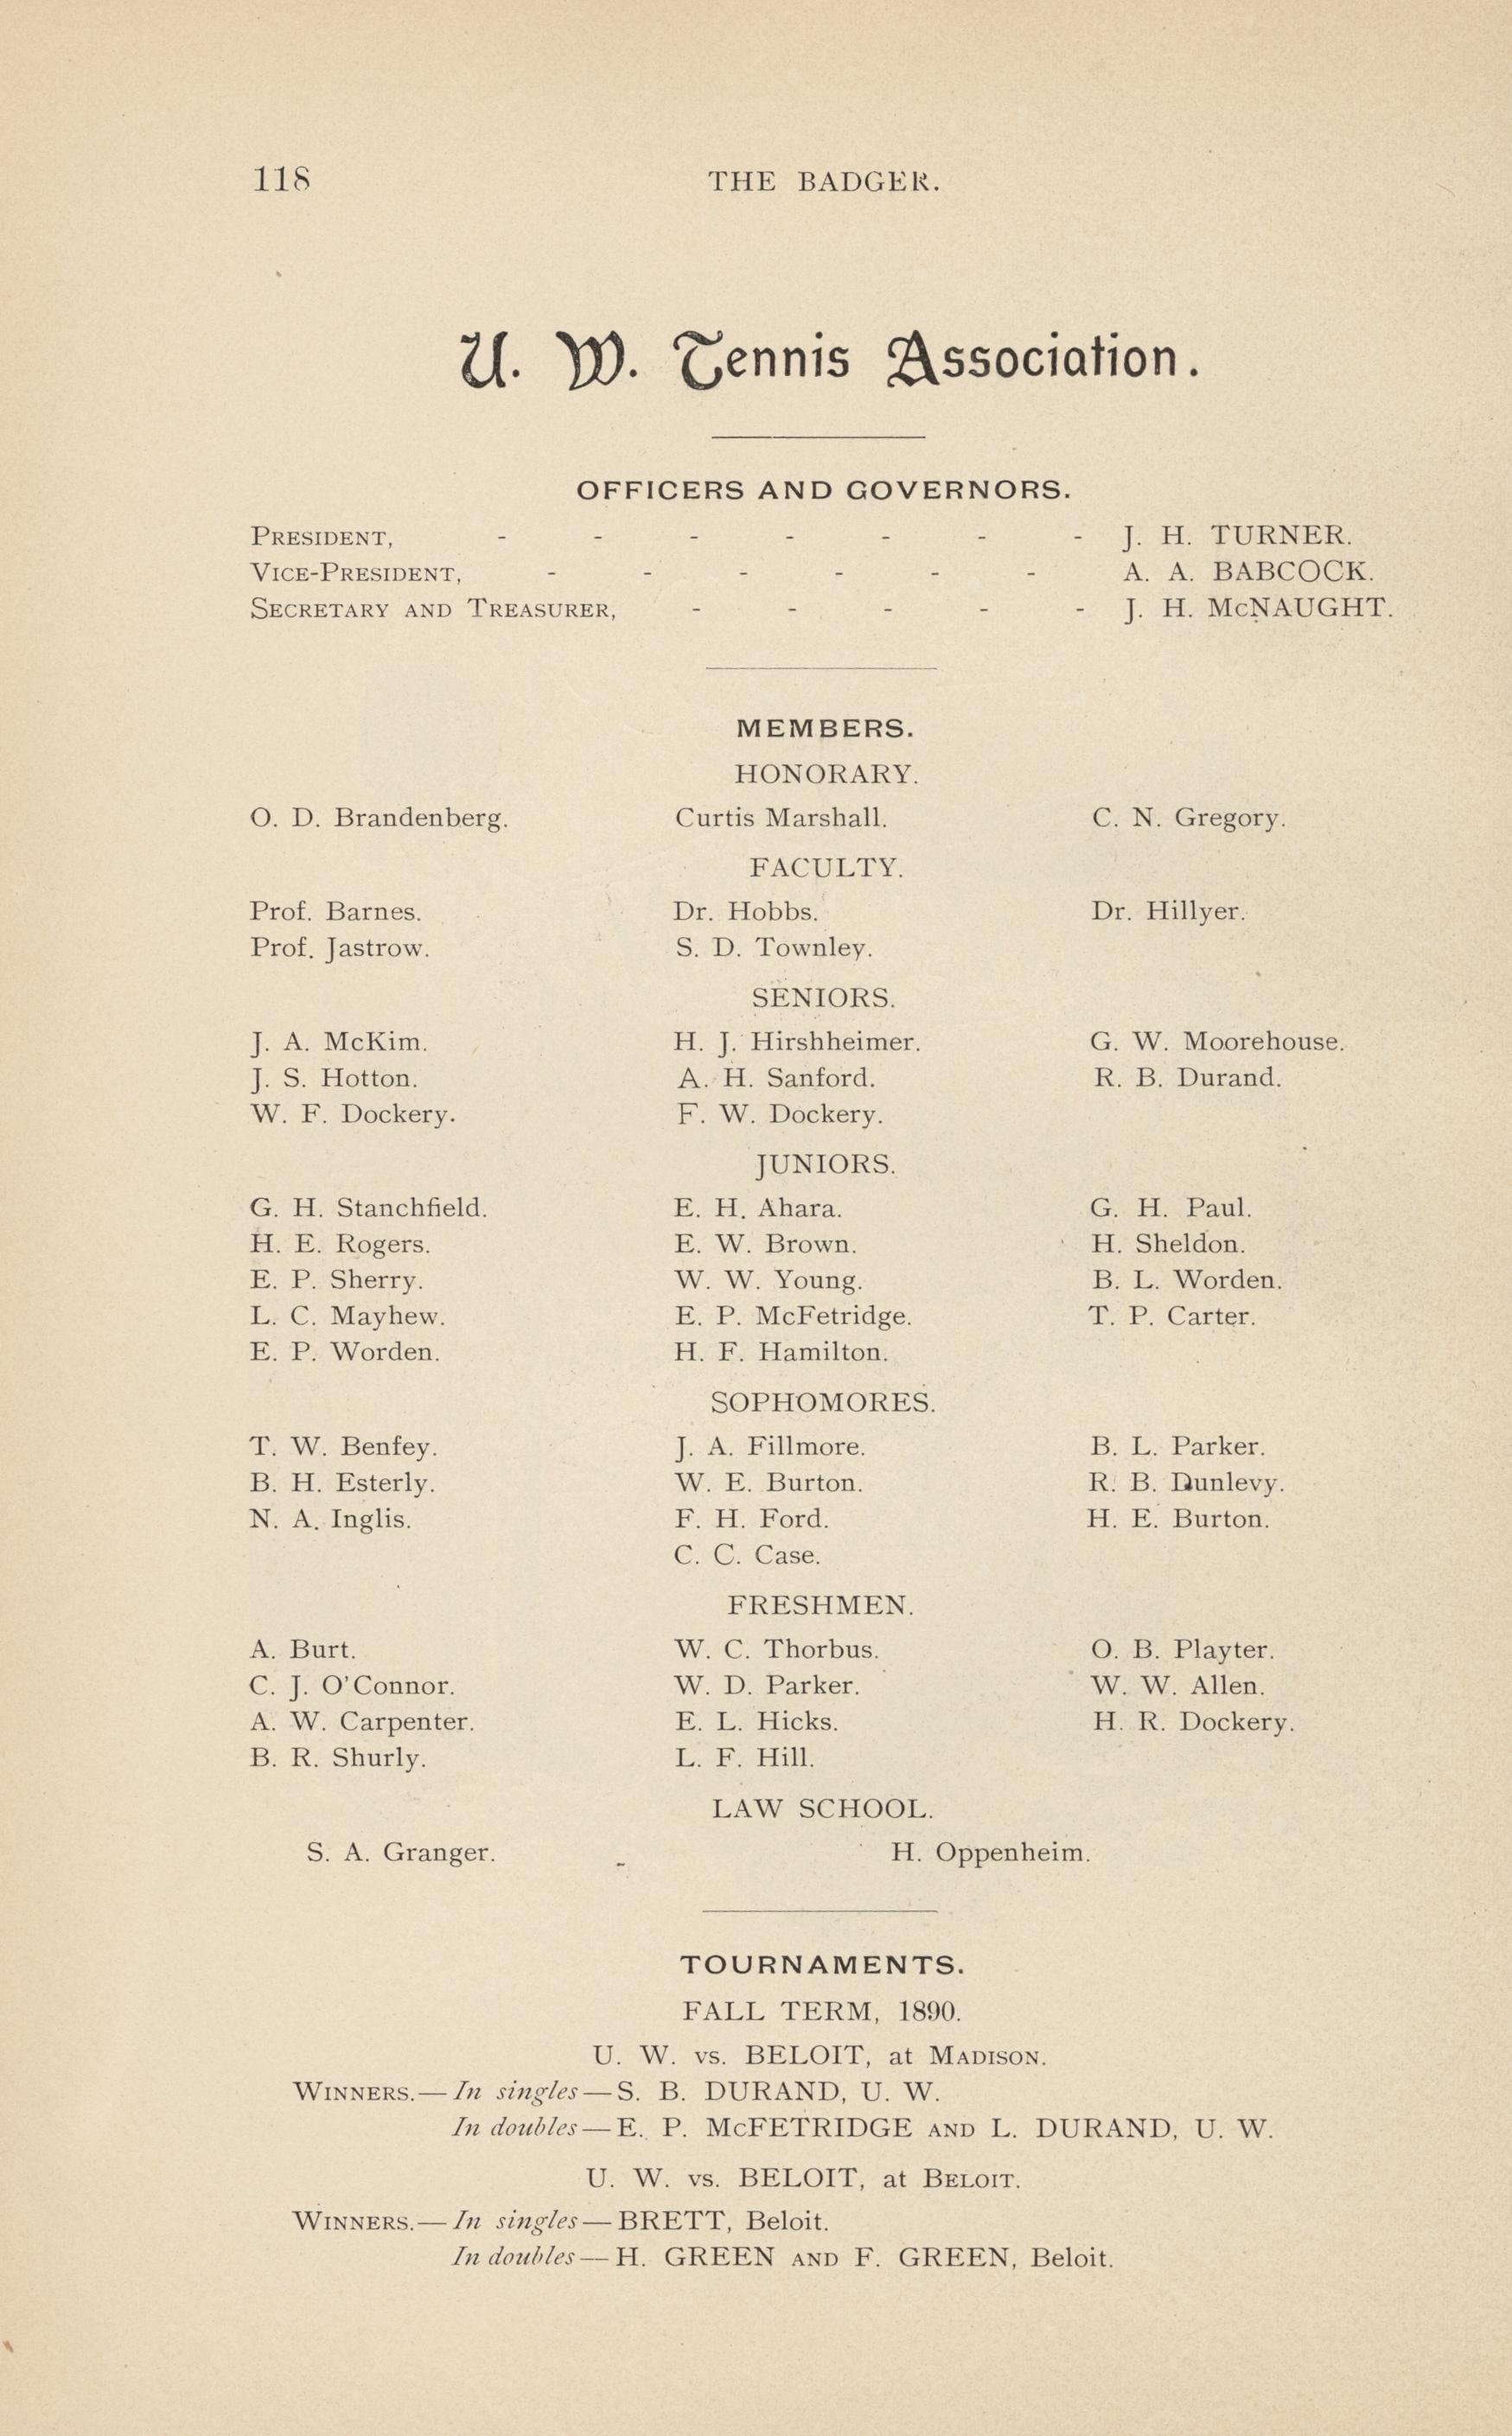 118 THE BADGER.
U. W. Tennis Association.
OFFICERS AND GOVERNORS.
PRESIDENT, - - - - - - - J. H. TURNER.
VICE-PRESIDENT, - - - - - - A. A. BABCOCK.
SECRETARY AND TREASURER, - - - - - J. H. McNAUGHT.
MEMBERS.
HONORARY.
O. D. Brandenberg. Curtis Marshall. C. N. Gregory.
FACULTY.
Prof. Barnes. Dr. Hobbs. Dr. Hillyer.
Prof. Jastrow. S. D. Townley.
SENIORS.
J. A. McKim. H. J. Hirshheimer. G. W. Moorehouse.
J. S. Hotton. A. H. Sanford. R. B. Durand.
W. F. Dockery. F. W. Dockery.
JUNIORS.
G. H. Stanchfield. E. H. Ahara. G. H. Paul.
H. E. Rogers. E. W. Brown. H. Sheldon.
E. P. Sherry. W. W. Young. B. L. Worden.
L. C. Mayhew. E. P. McFetridge. T. P. Carter.
E. P. Worden. H. F. Hamilton.
SOPHOMORES.
T. W. Benfey. J. A. Fillmore. B. L. Parker.
B. H. Esterly. W. E. Burton. R. B. Dunlevy.
N. A. Inglis. F. H. Ford. H. E. Burton.
C. C. Case.
FRESHMEN.
A. Burt. W. C. Thorbus. O. B. Playter.
C. J. O'Connor. W. D. Parker. W. W. Allen.
A. W. Carpenter. E. L. Hicks. H. R. Dockery.
B. R. Shurly. L. F. Hill.
LAW SCHOOL.
S. A. Granger. H. Oppenheim.
TOURNAMENTS.
FALL TERM, 1890.
U. W. vs. BELOIT, at MADISON.
WINNERS.—In singles—S. B. DURAND, U. W.
In doubles—E. P. McFETRIDGE AND L. DURAND, U. W.
U. W. vs. BELOIT, at BELOIT.
WINNERS.—In singles—BRETT, Beloit.
In doubles—H. GREEN AND F. GREEN, Beloit.